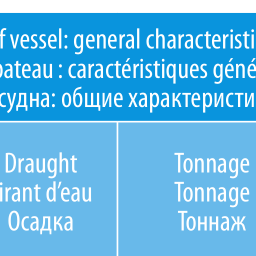 f vessel: general characteristi
bateau : caractéristiques géné
судна: общие характеристи
Draught
irant d'eau
Осадка
Tonnage
Tonnage
Тоннаж